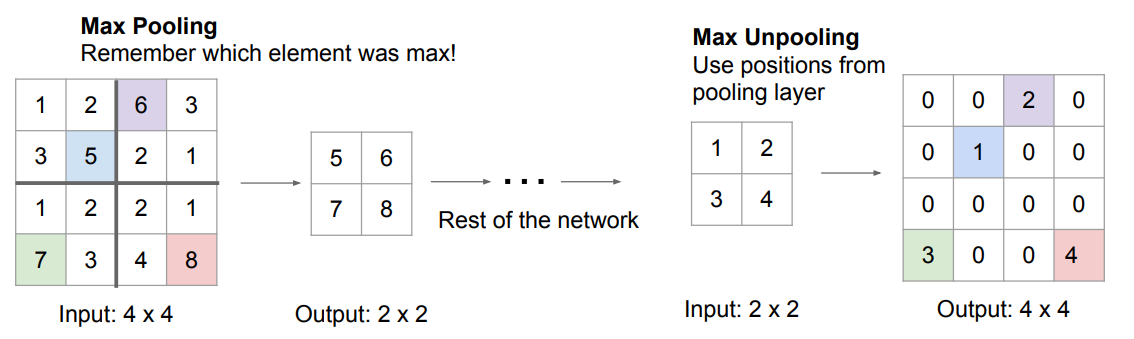 Max Pooling
Remember which element was max!
1 2 6 3
3 5 2 1
1 2 2 1
7 3 4 8
Input: 4 x 4
5 6
7 8
Output: 2 x 2
...
Rest of the network
Max Unpooling
Use positions from
pooling layer
1 2
3 4
Input: 2 x 2
0 0 2 0
0 1 0 0
0 0 0 0
3 0 0 4
Output: 4 x 4